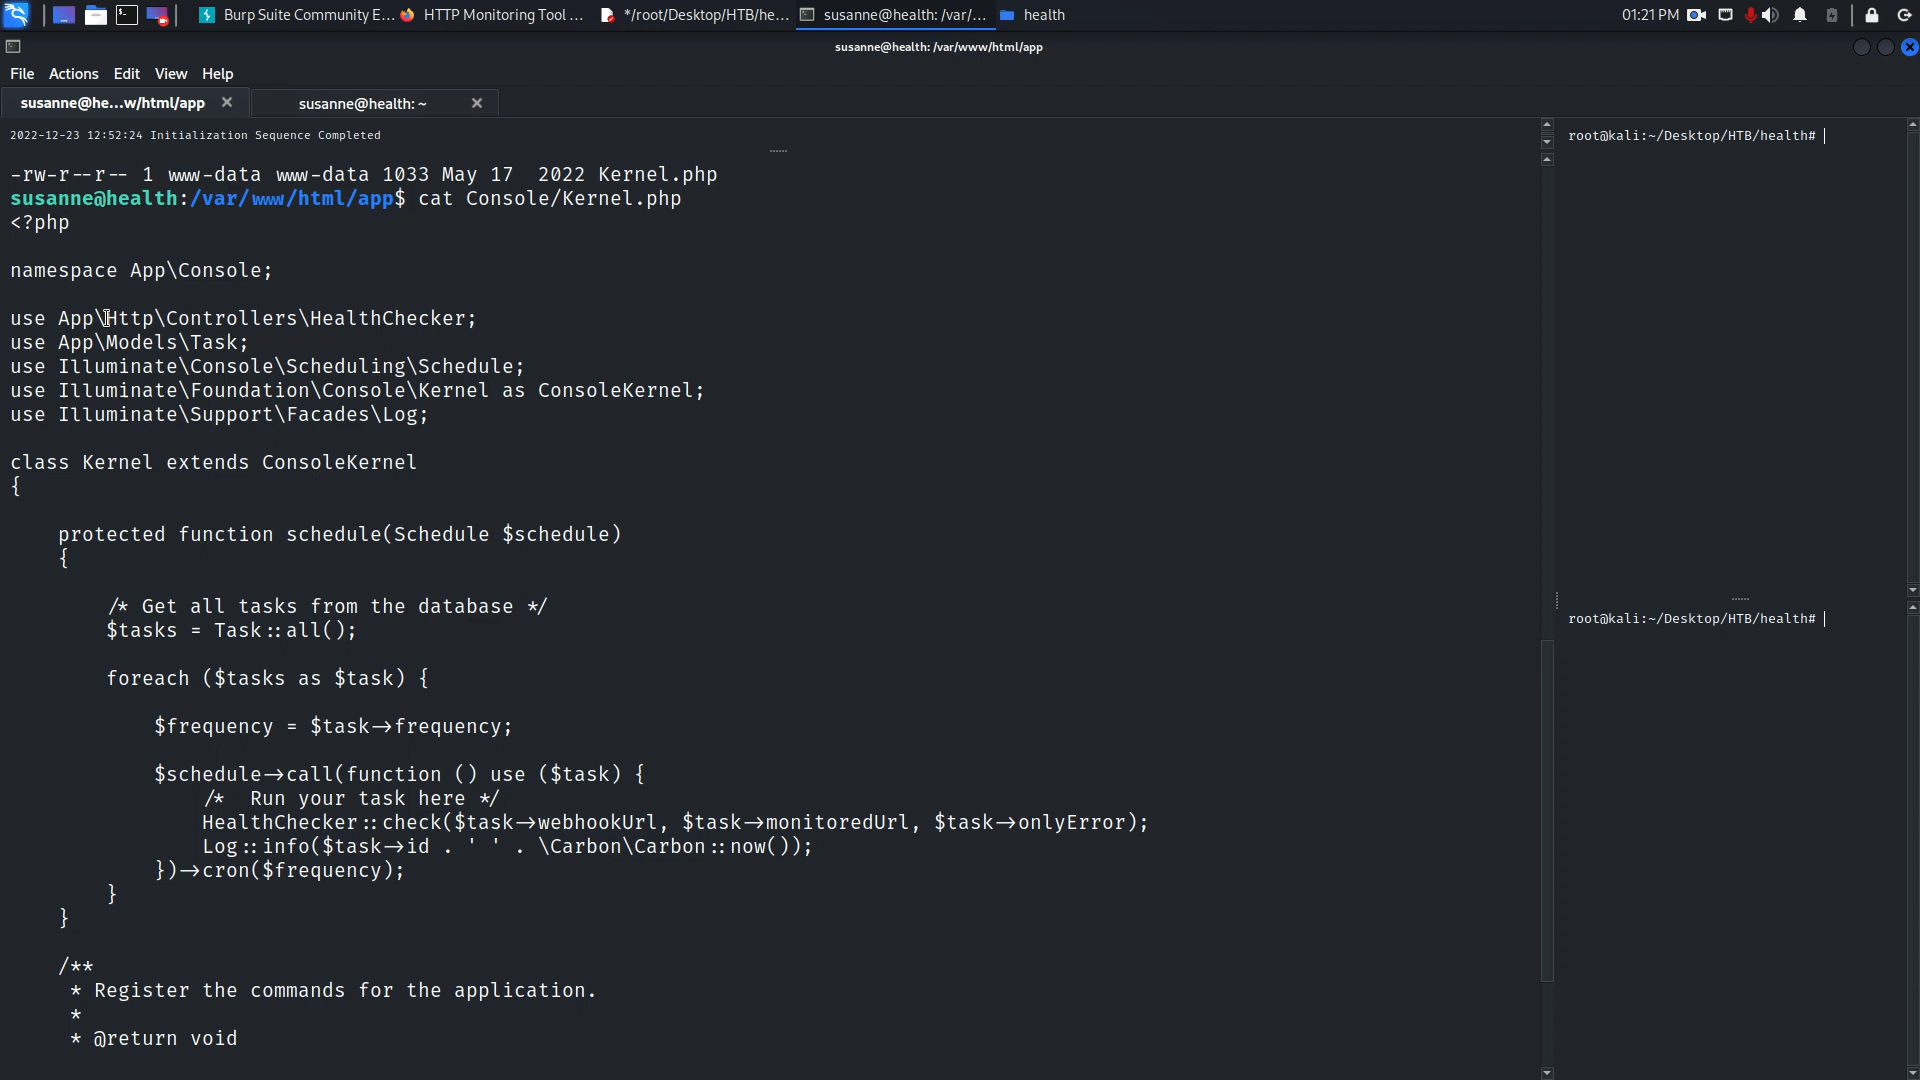 Burp Suite Community E...
HTTP Monitoring Tool ...
*/root/Desktop/HTB/he...
susanne@health: /var/...
health
01:21 PM
susanne@health: /var/www/html/app
File Actions Edit View Help
susanne@he...w/html/app
susanne@health: ~
2022-12-23 12:52:24 Initialization Sequence Completed
-rw-r--r-- 1 www-data www-data 1033 May 17  2022 Kernel.php
susanne@health:/var/www/html/app$ cat Console/Kernel.php
<?php
namespace App\Console;
use App\Http\Controllers\HealthChecker;
use App\Models\Task;
use Illuminate\Console\Scheduling\Schedule;
use Illuminate\Foundation\Console\Kernel as ConsoleKernel;
use Illuminate\Support\Facades\Log;
class Kernel extends ConsoleKernel
{
    protected function schedule(Schedule $schedule)
    {
        /* Get all tasks from the database */
        $tasks = Task::all();
        foreach ($tasks as $task) {
            $frequency = $task->frequency;
            $schedule->call(function () use ($task) {
                /*  Run your task here */
                HealthChecker::check($task->webhookUrl, $task->monitoredUrl, $task->onlyError);
                Log::info($task->id . ' ' . \Carbon\Carbon::now());
            })->cron($frequency);
        }
    }
    /**
     * Register the commands for the application.
     *
     * @return void
root@kali:~/Desktop/HTB/health#
root@kali:~/Desktop/HTB/health#